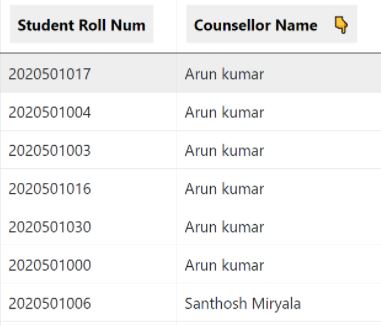 Student Roll Num Counsellor Name 👇
2020501017 Arun kumar
2020501004 Arun kumar
2020501003 Arun kumar
2020501016 Arun kumar
2020501030 Arun kumar
2020501000 Arun kumar
2020501006 Santhosh Miryala